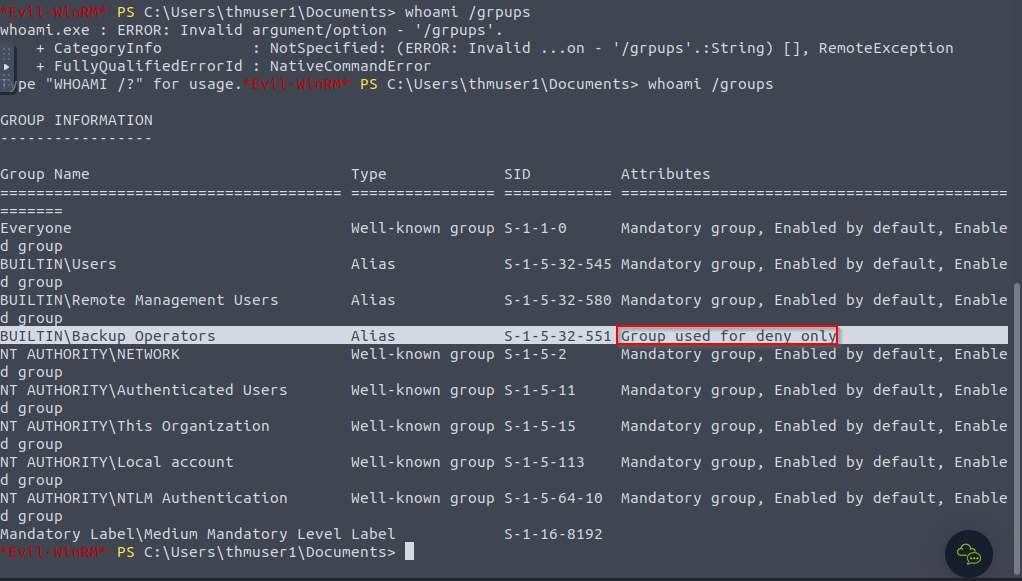 *Evil-WinRM* PS C:\Users\thmuser1\Documents> whoami /grpups
whoami.exe : ERROR: Invalid argument/option - '/grpups'.
    + CategoryInfo          : NotSpecified: (ERROR: Invalid ...on - '/grpups'.:String) [], RemoteException
    + FullyQualifiedErrorId : NativeCommandError
Type "WHOAMI /?" for usage.*Evil-WinRM* PS C:\Users\thmuser1\Documents> whoami /groups
GROUP INFORMATION
-----------------
Group Name                             Type             SID          Attributes
====================================== ================ ============ ===========================================
=======
Everyone                               Well-known group S-1-1-0      Mandatory group, Enabled by default, Enable
d group
BUILTIN\Users                          Alias            S-1-5-32-545 Mandatory group, Enabled by default, Enable
d group
BUILTIN\Remote Management Users        Alias            S-1-5-32-580 Mandatory group, Enabled by default, Enable
d group
BUILTIN\Backup Operators               Alias            S-1-5-32-551 Group used for deny only
NT AUTHORITY\NETWORK                   Well-known group S-1-5-2      Mandatory group, Enabled by default, Enable
d group
NT AUTHORITY\Authenticated Users       Well-known group S-1-5-11     Mandatory group, Enabled by default, Enable
d group
NT AUTHORITY\This Organization         Well-known group S-1-5-15     Mandatory group, Enabled by default, Enable
d group
NT AUTHORITY\Local account             Well-known group S-1-5-113    Mandatory group, Enabled by default, Enable
d group
NT AUTHORITY\NTLM Authentication       Well-known group S-1-5-64-10  Mandatory group, Enabled by default, Enable
d group
Mandatory Label\Medium Mandatory Level Label            S-1-16-8192
*Evil-WinRM* PS C:\Users\thmuser1\Documents>